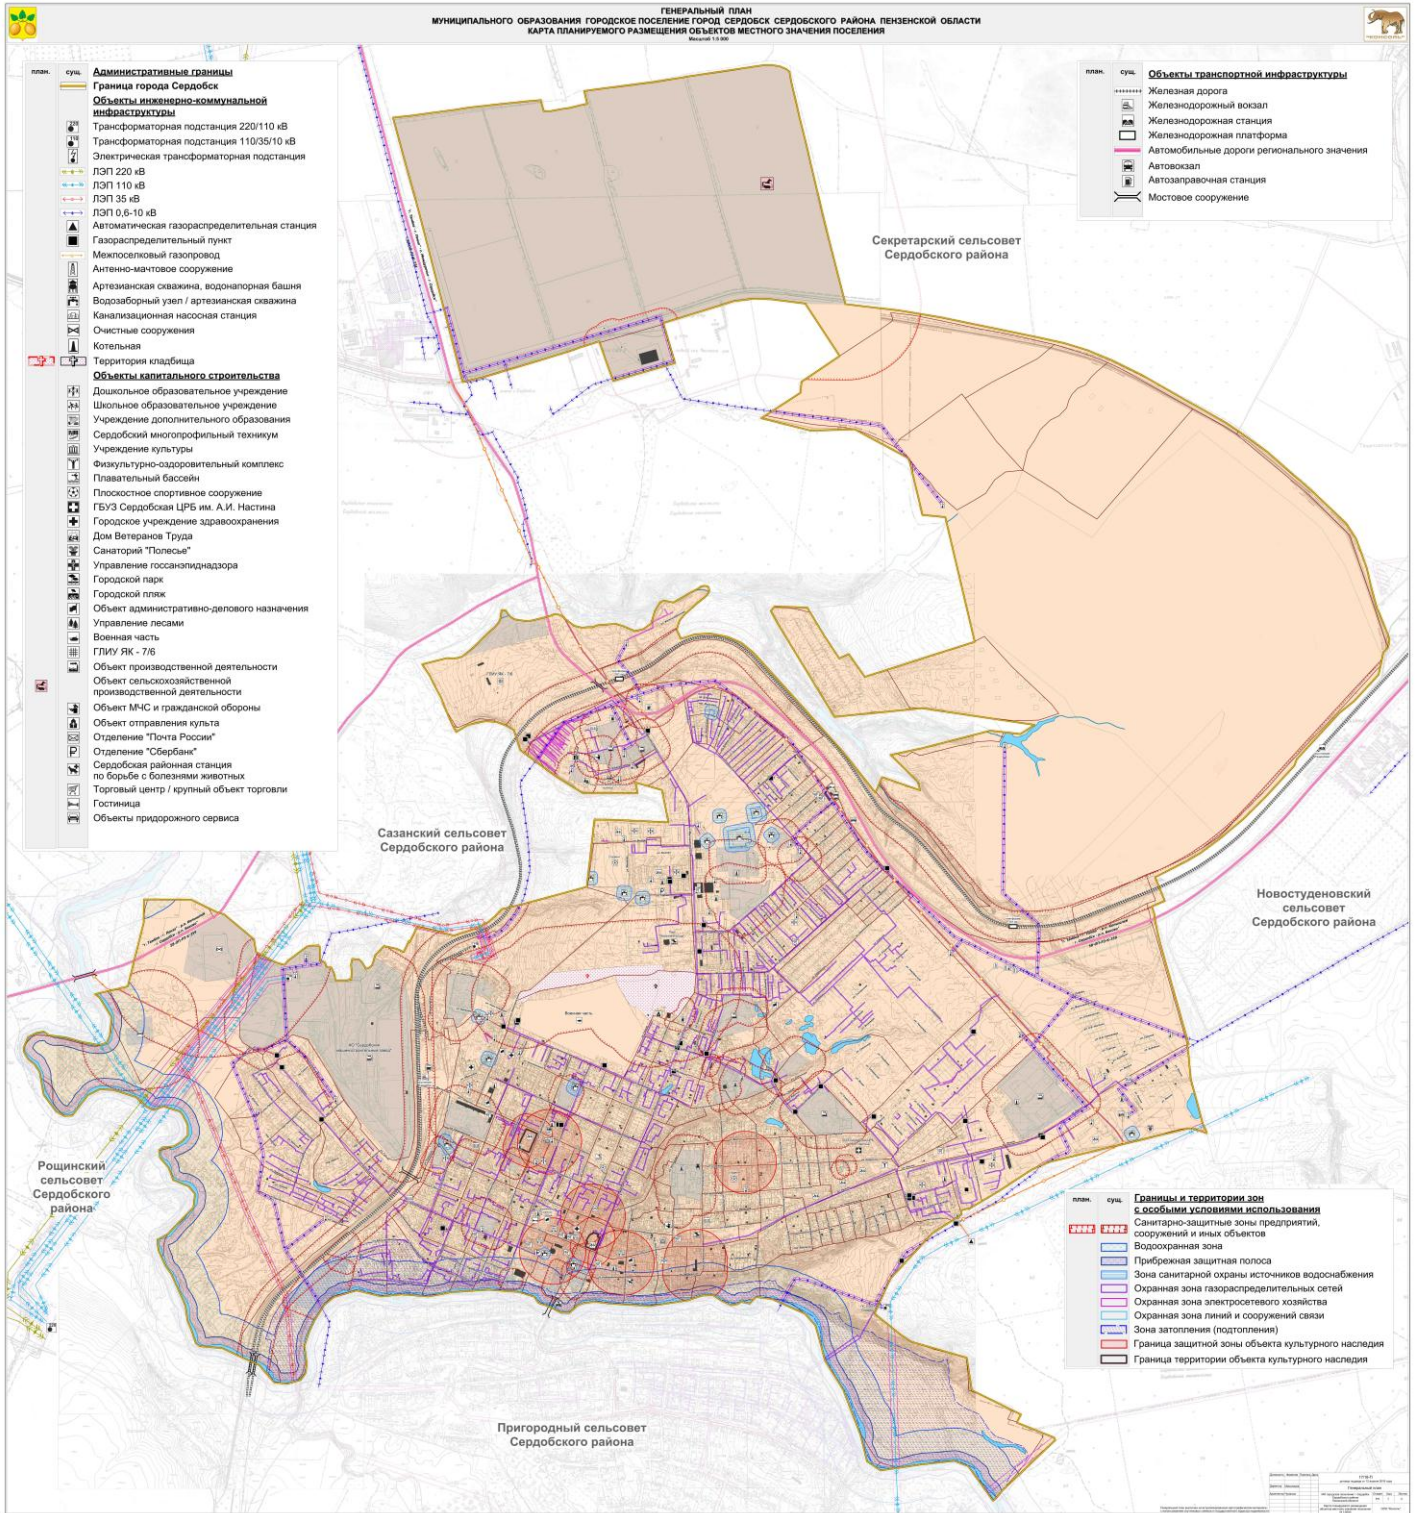 ГЕНЕРАЛЬНЫЙ ПЛАН
МУНИЦИПАЛЬНОГО ОБРАЗОВАНИЯ ГОРОДСКОЕ ПОСЕЛЕНИЕ ГОРОД СЕРДОБСК СЕРДОБСКОГО РАЙОНА ПЕНЗЕНСКОЙ ОБЛАСТИ
КАРТА ПЛАНИРУЕМОГО РАЗМЕЩЕНИЯ ОБЪЕКТОВ МЕСТНОГО ЗНАЧЕНИЯ ПОСЕЛЕНИЯ
Масштаб 1:5 000
план. сущ. Административные границы
Граница города Сердобск
Объекты инженерно-коммунальной
инфраструктуры
Трансформаторная подстанция 220/110 кВ
Трансформаторная подстанция 110/35/10 кВ
Электрическая трансформаторная подстанция
ЛЭП 220 кВ
ЛЭП 110 кВ
ЛЭП 35 кВ
ЛЭП 0,6-10 кВ
Автоматическая газораспределительная станция
Газораспределительный пункт
Межпоселковый газопровод
Антенно-мачтовое сооружение
Артезианская скважина, водонапорная башня
Водозаборный узел / артезианская скважина
Канализационная насосная станция
Очистные сооружения
Котельная
Территория кладбища
Объекты капитального строительства
Дошкольное образовательное учреждение
Школьное образовательное учреждение
Учреждение дополнительного образования
Сердобский многопрофильный техникум
Учреждение культуры
Физкультурно-оздоровительный комплекс
Плавательный бассейн
Плоскостное спортивное сооружение
ГБУЗ Сердобская ЦРБ им. А.И. Настина
Городское учреждение здравоохранения
Дом Ветеранов Труда
Санаторий "Полесье"
Управление госсанэпиднадзора
Городской парк
Городской пляж
Объект административно-делового назначения
Управление лесами
Военная часть
ГЛИУ ЯК - 7/6
Объект производственной деятельности
Объект сельскохозяйственной
производственной деятельности
Объект МЧС и гражданской обороны
Объект отправления культа
Отделение "Почта России"
Отделение "Сбербанк"
Сердобская районная станция
по борьбе с болезнями животных
Торговый центр / крупный объект торговли
Гостиница
Объекты придорожного сервиса
план. сущ. Объекты транспортной инфраструктуры
Железная дорога
Железнодорожный вокзал
Железнодорожная станция
Железнодорожная платформа
Автомобильные дороги регионального значения
Автовокзал
Автозаправочная станция
Мостовое сооружение
Секретарский сельсовет
Сердобского района
Сазанский сельсовет
Сердобского района
Новостуденовский
сельсовет
Сердобского района
Военная часть
Рощинский
сельсовет
Сердобского
района
Пригородный сельсовет
Сердобского района
план. сущ. Границы и территории зон
с особыми условиями использования
Санитарно-защитные зоны предприятий,
сооружений и иных объектов
Водоохранная зона
Прибрежная защитная полоса
Зона санитарной охраны источников водоснабжения
Охранная зона газораспределительных сетей
Охранная зона электросетевого хозяйства
Охранная зона линий и сооружений связи
Зона затопления (подтопления)
Граница защитной зоны объекта культурного наследия
Граница территории объекта культурного наследия
Генеральный план